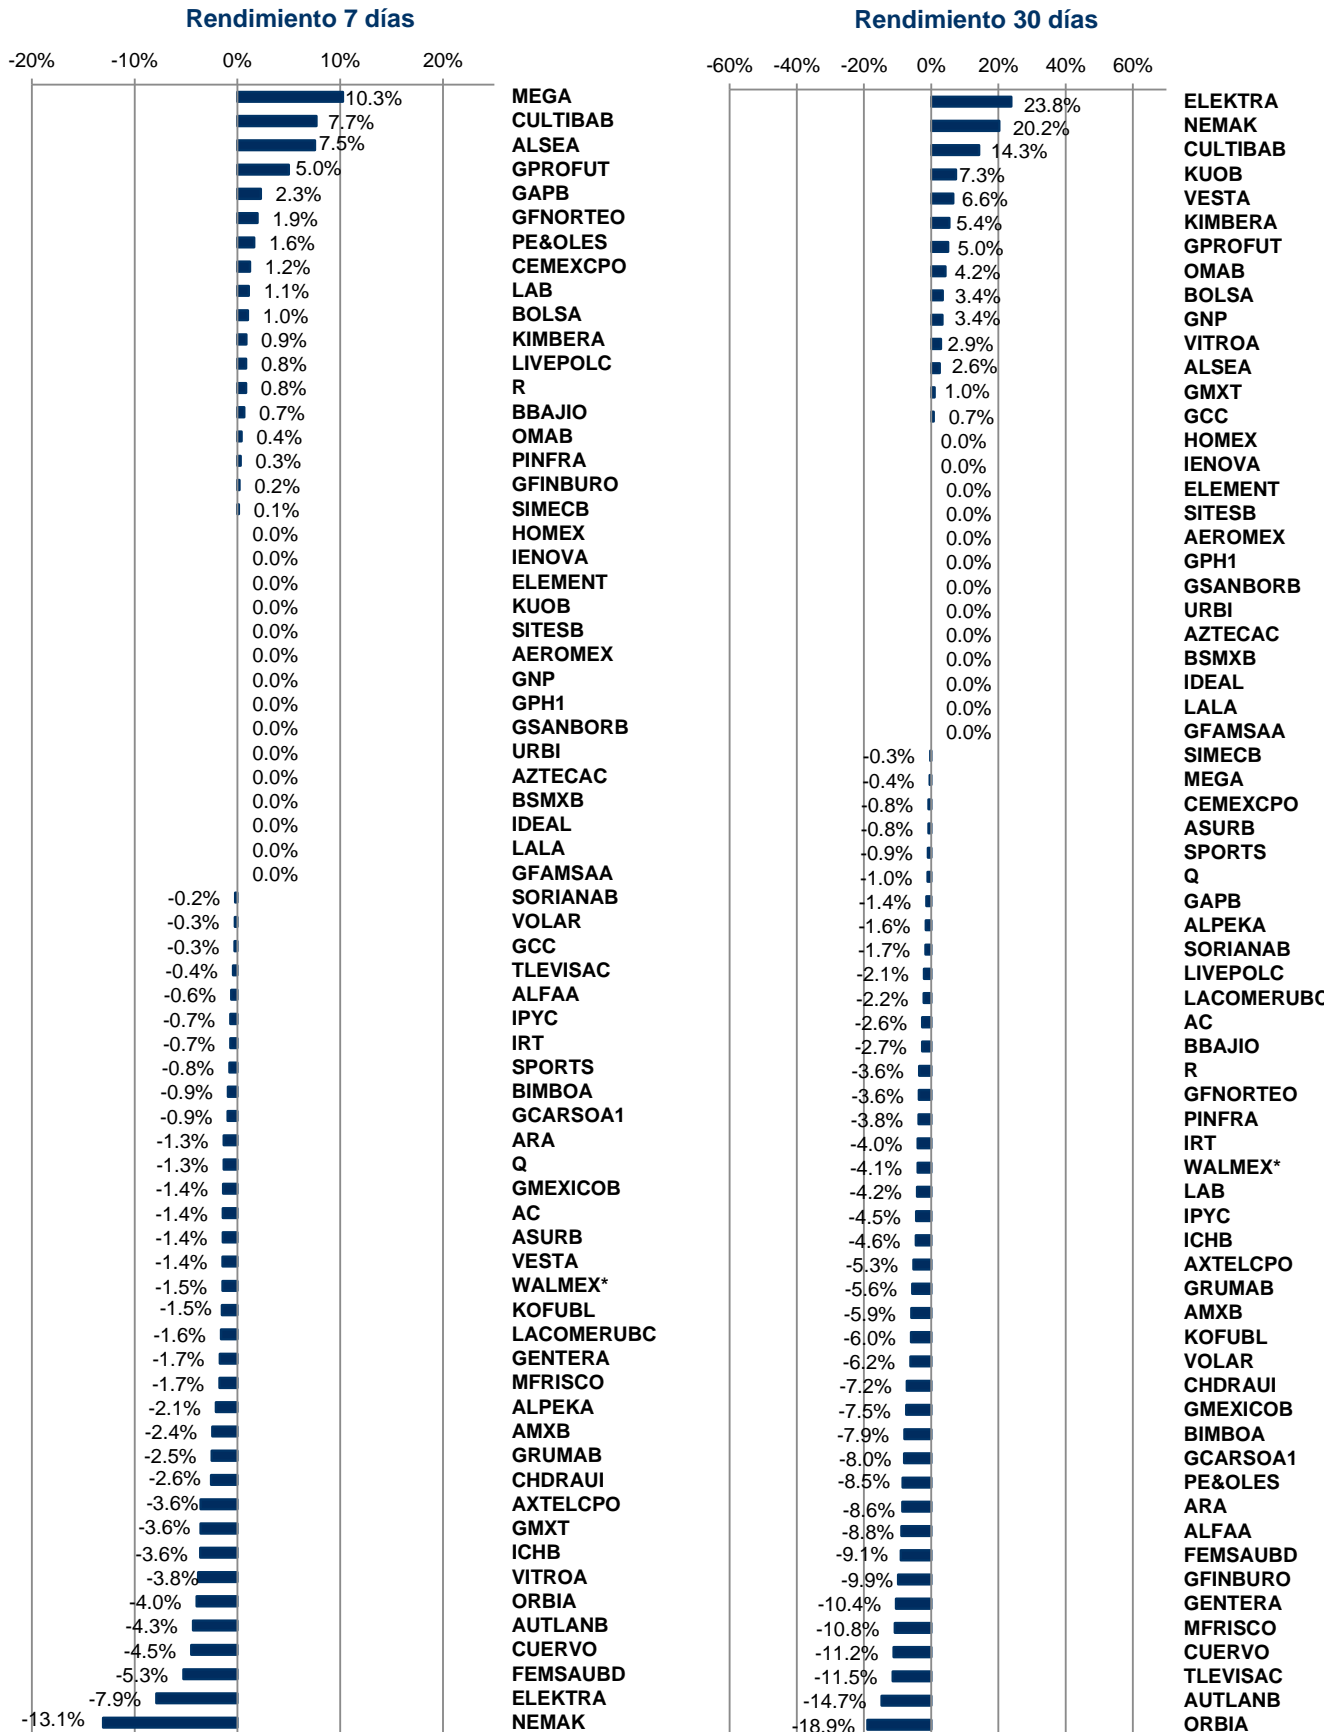 Rendimiento 7 días
-20% -10% 0% 10% 20%
10.3% MEGA
7.7% CULTIBAB
7.5% ALSEA
5.0% GPROFUT
2.3% GAPB
1.9% GFNORTEO
1.6% PE&OLES
1.2% CEMEXCPO
1.1% LAB
1.0% BOLSA
0.9% KIMBERA
0.8% LIVEPOLC
0.8% R
0.7% BBAJIO
0.4% OMAB
0.3% PINFRA
0.2% GFINBURO
0.1% SIMECB
0.0% HOMEX
0.0% IENOVA
0.0% ELEMENT
0.0% KUOB
0.0% SITESB
0.0% AEROMEX
0.0% GNP
0.0% GPH1
0.0% GSANBORB
0.0% URBI
0.0% AZTECAC
0.0% BSMXB
0.0% IDEAL
0.0% LALA
0.0% GFAMSAA
-0.2% SORIANAB
-0.3% VOLAR
-0.3% GCC
-0.4% TLEVISAC
-0.6% ALFAA
-0.7% IPYC
-0.7% IRT
-0.8% SPORTS
-0.9% BIMBOA
-0.9% GCARSOA1
-1.3% ARA
-1.3% Q
-1.4% GMEXICOB
-1.4% AC
-1.4% ASURB
-1.4% VESTA
-1.5% WALMEX*
-1.5% KOFUBL
-1.6% LACOMERUBC
-1.7% GENTERA
-1.7% MFRISCO
-2.1% ALPEKA
-2.4% AMXB
-2.5% GRUMAB
-2.6% CHDRAUI
-3.6% AXTELCPO
-3.6% GMXT
-3.6% ICHB
-3.8% VITROA
-4.0% ORBIA
-4.3% AUTLANB
-4.5% CUERVO
-5.3% FEMSAUBD
-7.9% ELEKTRA
-13.1% NEMAK
Rendimiento 30 días
-60% -40% -20% 0% 20% 40% 60%
23.8% ELEKTRA
20.2% NEMAK
14.3% CULTIBAB
7.3% KUOB
6.6% VESTA
5.4% KIMBERA
5.0% GPROFUT
4.2% OMAB
3.4% BOLSA
3.4% GNP
2.9% VITROA
2.6% ALSEA
1.0% GMXT
0.7% GCC
0.0% HOMEX
0.0% IENOVA
0.0% ELEMENT
0.0% SITESB
0.0% AEROMEX
0.0% GPH1
0.0% GSANBORB
0.0% URBI
0.0% AZTECAC
0.0% BSMXB
0.0% IDEAL
0.0% LALA
0.0% GFAMSAA
-0.3% SIMECB
-0.4% MEGA
-0.8% CEMEXCPO
-0.8% ASURB
-0.9% SPORTS
-1.0% Q
-1.4% GAPB
-1.6% ALPEKA
-1.7% SORIANAB
-2.1% LIVEPOLC
-2.2% LACOMERUBC
-2.6% AC
-2.7% BBAJIO
-3.6% R
-3.6% GFNORTEO
-3.8% PINFRA
-4.0% IRT
-4.1% WALMEX*
-4.2% LAB
-4.5% IPYC
-4.6% ICHB
-5.3% AXTELCPO
-5.6% GRUMAB
-5.9% AMXB
-6.0% KOFUBL
-6.2% VOLAR
-7.2% CHDRAUI
-7.5% GMEXICOB
-7.9% BIMBOA
-8.0% GCARSOA1
-8.5% PE&OLES
-8.6% ARA
-8.8% ALFAA
-9.1% FEMSAUBD
-9.9% GFINBURO
-10.4% GENTERA
-10.8% MFRISCO
-11.2% CUERVO
-11.5% TLEVISAC
-14.7% AUTLANB
-18.9% ORBIA